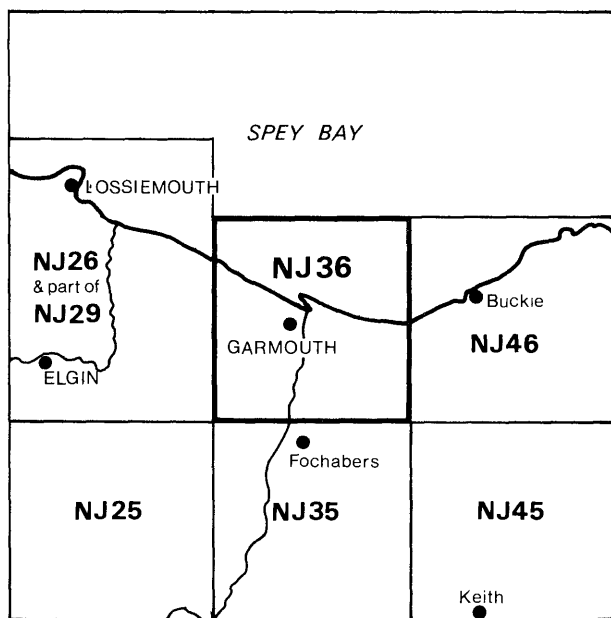 SPEY BAY
LOSSIEMOUTH
NJ26
& part of
NJ29
NJ36
Buckie
GARMOUTH
NJ46
ELGIN
Fochabers
NJ25
NJ35
NJ45
Keith